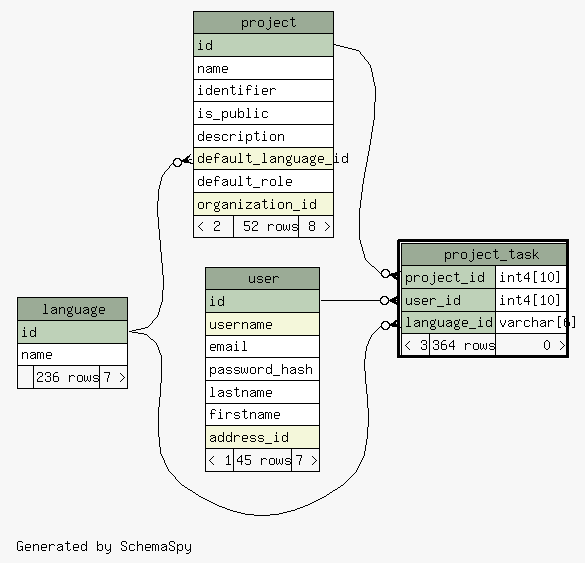 project
id
name
identifier
is_public
description
default_language_id
default_role
organization_id
< 2 52 rows 8 >
project_task
project_id int4[10]
user_id int4[10]
language_id varchar[6]
< 3 364 rows 0 >
user
id
username
email
password_hash
lastname
firstname
address_id
< 1 45 rows 7 >
language
id
name
236 rows 7 >
Generated by SchemaSpy